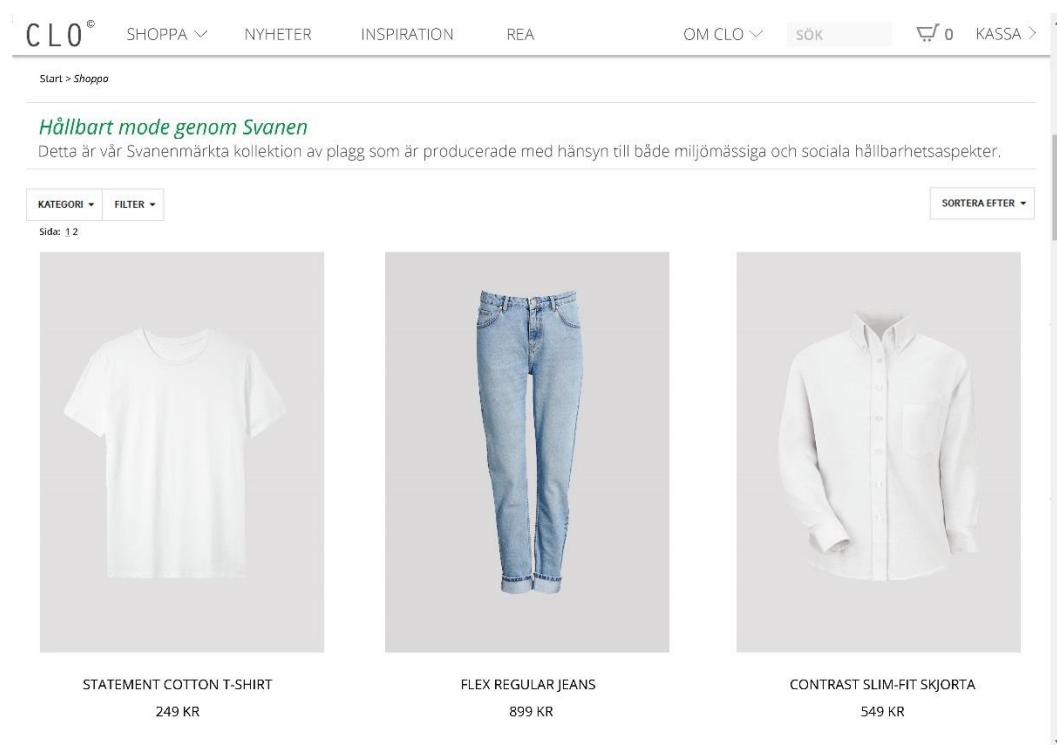 CLO© SHOPPA NYHETER INSPIRATION REA OM CLO SÖK 0 KASSA >
Start > Shoppa
Hållbart mode genom Svanen
Detta är vår Svanenmärkta kollektion av plagg som är producerade med hänsyn till både miljömässiga och sociala hållbarhetsaspekter.
KATEGORI FILTER SORTERA EFTER
Sida: 1 2
STATEMENT COTTON T-SHIRT FLEX REGULAR JEANS CONTRAST SLIM-FIT SKJORTA
249 KR 899 KR 549 KR